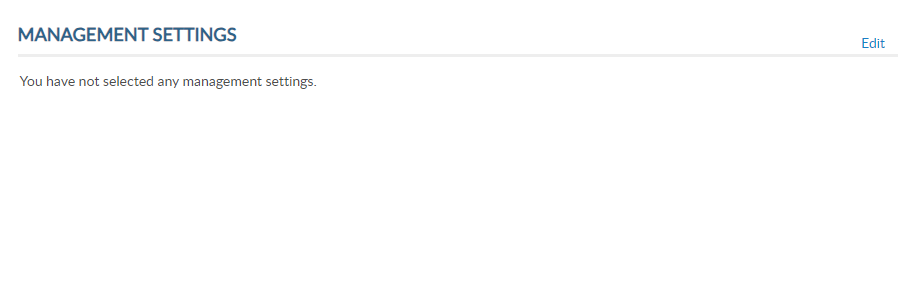 MANAGEMENT SETTINGS
Edit
You have not selected any management settings.